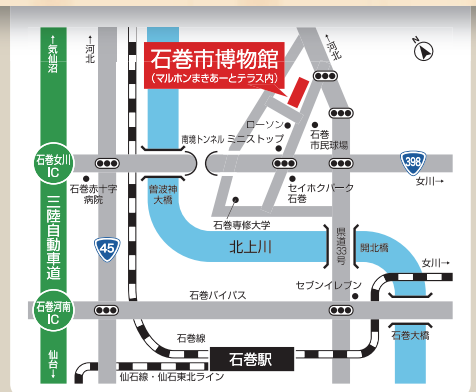 ↑気仙沼
↑河北
石巻市博物館
(マルホンまきあーとテラス内)
↑河北
N
ローソン
南境トンネル ミニストップ
石巻
市民球場
石巻女川
IC
398
女川→
石巻赤十字
病院
曽波神
大橋
セイホクパーク
石巻
三陸自動車道
石巻専修大学
45
北上川
県道33号
開北橋
女川→
セブンイレブン
石巻バイパス
石巻河南
IC
石巻線
石巻大橋
仙台↓
石巻駅
仙石線・仙石東北ライン